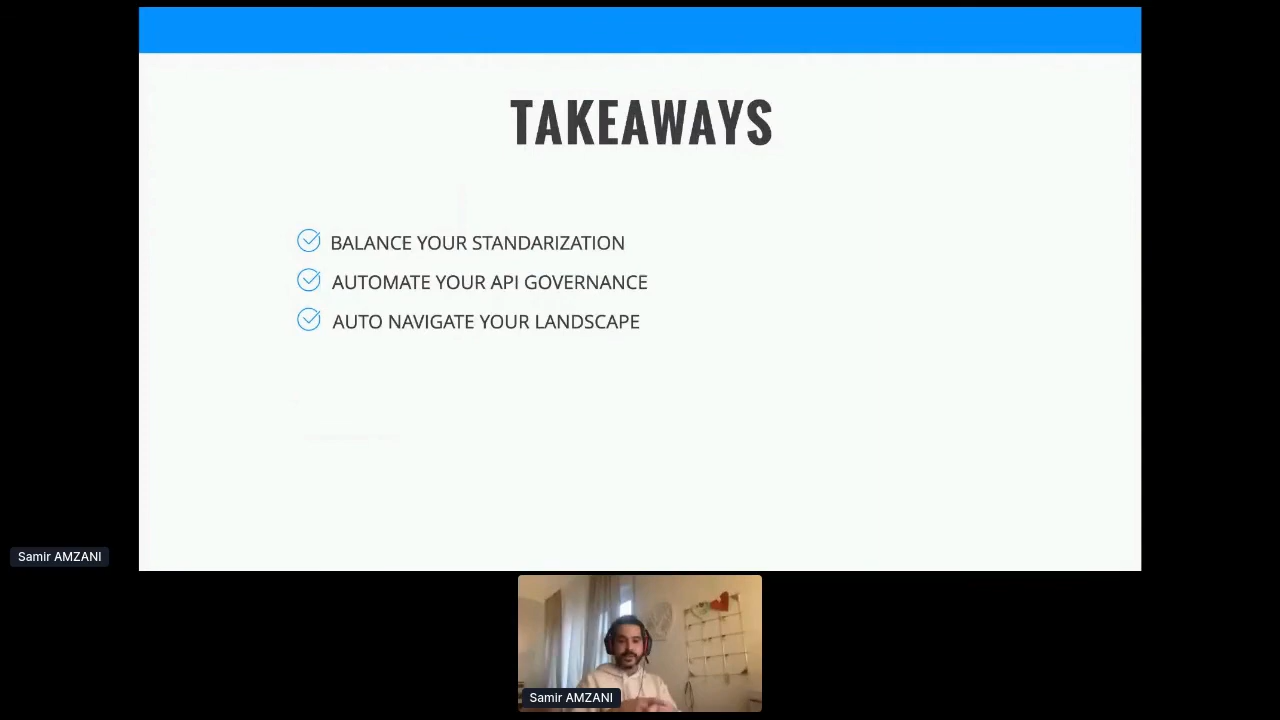 TAKEAWAYS
BALANCE YOUR STANDARIZATION
AUTOMATE YOUR API GOVERNANCE
AUTO NAVIGATE YOUR LANDSCAPE
Samir AMZANI
Samir AMZANI